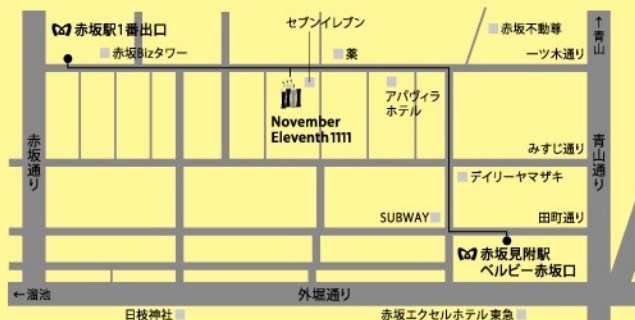 赤坂駅1番出口
赤坂Bizタワー
セブンイレブン
薬
赤坂不動尊
一ツ木通り
↑青山
November
Eleventh1111
アパヴィラ
ホテル
赤坂通り
みすじ通り
青山通り
デイリーヤマザキ
SUBWAY
田町通り
赤坂見附駅
ベルビー赤坂口
←溜池
外堀通り
日枝神社
赤坂エクセルホテル東急